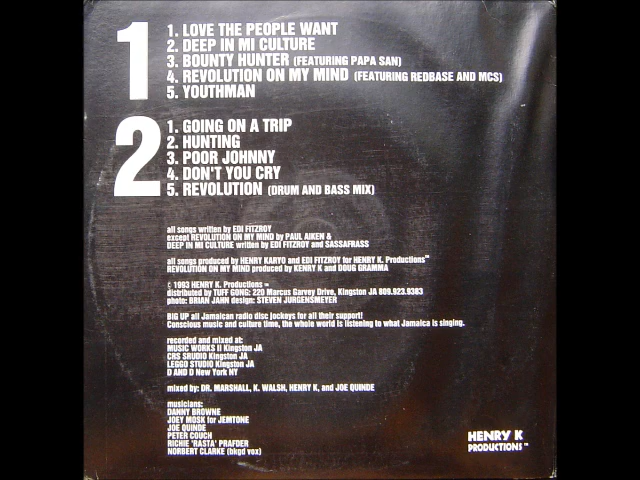 1
1. LOVE THE PEOPLE WANT
2. DEEP IN MI CULTURE
3. BOUNTY HUNTER (FEATURING PAPA SAN)
4. REVOLUTION ON MY MIND (FEATURING REDBASE AND MCS)
5. YOUTHMAN
2
1. GOING ON A TRIP
2. HUNTING
3. POOR JOHNNY
4. DON'T YOU CRY
5. REVOLUTION (DRUM AND BASS MIX)
all songs written by EDI FITZROY
except REVOLUTION ON MY MIND by PAUL AIKEN &
DEEP IN MI CULTURE written by EDI FITZROY and SASSAFRASS
all songs produced by HENRY KARYO and EDI FITZROY for HENRY K. Productions™
REVOLUTION ON MY MIND produced by KENRY K and DOUG GRAMMA
© 1993 HENRY K. Productions ™
distributed by TUFF GONG: 220 Marcus Garvey Drive, Kingston JA 809.923.9383
photo: BRIAN JAHN design: STEVEN JURGENSMEYER
BIG UP all Jamaican radio disc jockeys for all their support!
Conscious music and culture time, the whole world is listening to what Jamaica is singing.
recorded and mixed at:
MUSIC WORKS II Kingston JA
CRS SRUDIO Kingston JA
LEGGO STUDIO Kingston JA
D AND D New York NY
mixed by: DR. MARSHALL, K. WALSH, HENRY K, and JOE QUINDE
musicians:
DANNY BROWNE
JOEY MOSK for JEMTONE
JOE QUINDE
PETER COUCH
RICHIE 'RASTA' PRAFDER
NORBERT CLARKE (bkgd vox)
HENRY K
PRODUCTIONS™